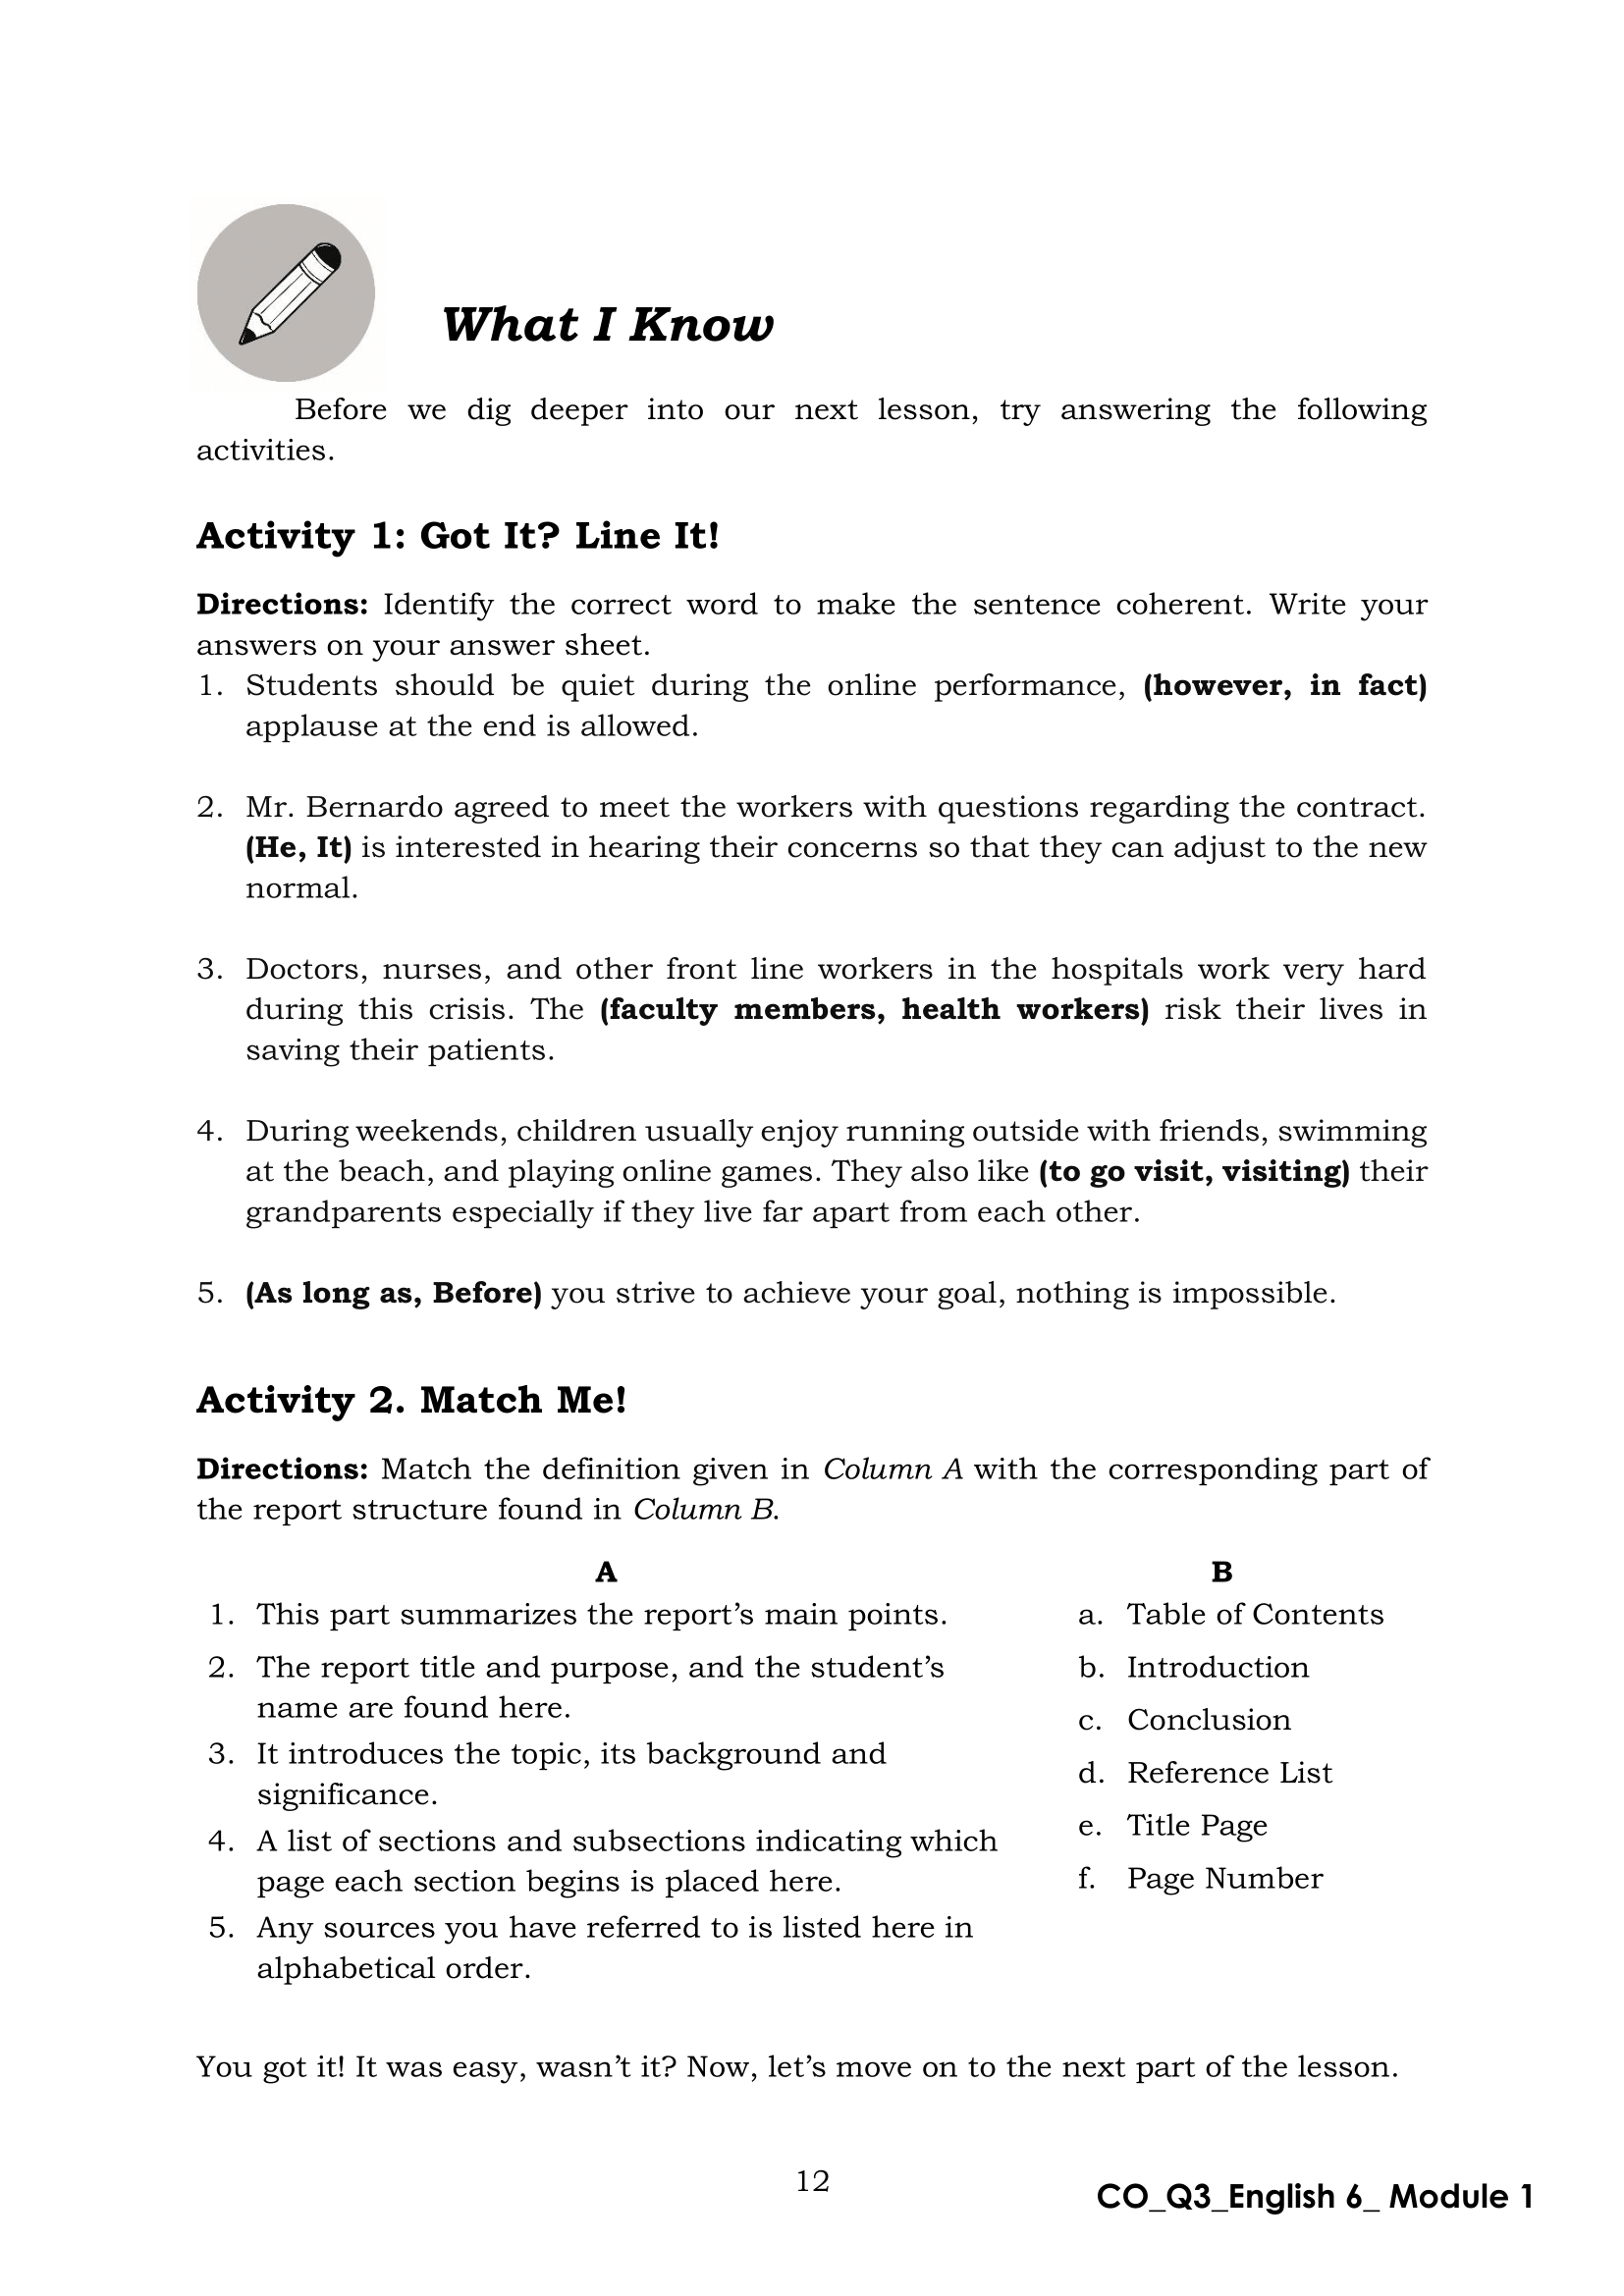 What I Know
Before we dig deeper into our next lesson, try answering the following
activities.
Activity 1: Got It? Line It!
Directions: Identify the correct word to make the sentence coherent. Write your
answers on your answer sheet.
1. Students should be quiet during the online performance, (however, in fact)
applause at the end is allowed.
2. Mr. Bernardo agreed to meet the workers with questions regarding the contract.
(He, It) is interested in hearing their concerns so that they can adjust to the new
normal.
3. Doctors, nurses, and other front line workers in the hospitals work very hard
during this crisis. The (faculty members, health workers) risk their lives in
saving their patients.
4. During weekends, children usually enjoy running outside with friends, swimming
at the beach, and playing online games. They also like (to go visit, visiting) their
grandparents especially if they live far apart from each other.
5. (As long as, Before) you strive to achieve your goal, nothing is impossible.
Activity 2. Match Me!
Directions: Match the definition given in Column A with the corresponding part of
the report structure found in Column B.
A
1. This part summarizes the report’s main points.
2. The report title and purpose, and the student’s
name are found here.
3. It introduces the topic, its background and
significance.
4. A list of sections and subsections indicating which
page each section begins is placed here.
5. Any sources you have referred to is listed here in
alphabetical order.
B
a. Table of Contents
b. Introduction
c. Conclusion
d. Reference List
e. Title Page
f. Page Number
You got it! It was easy, wasn’t it? Now, let’s move on to the next part of the lesson.
12
CO_Q3_English 6_ Module 1